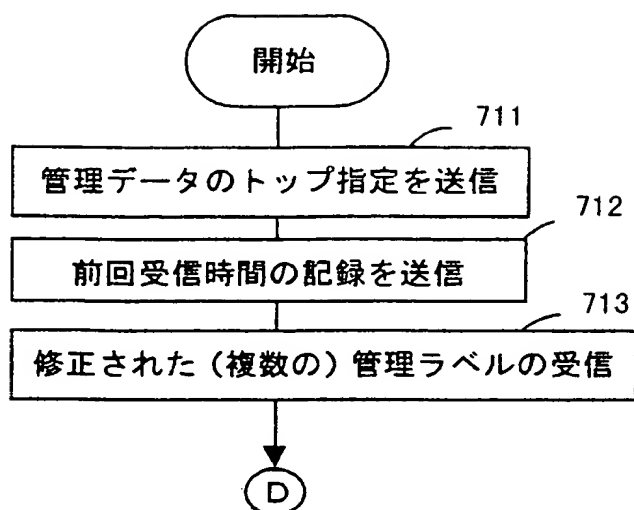 開始
711
管理データのトップ指定を送信
712
前回受信時間の記録を送信
713
修正された（複数の）管理ラベルの受信
D